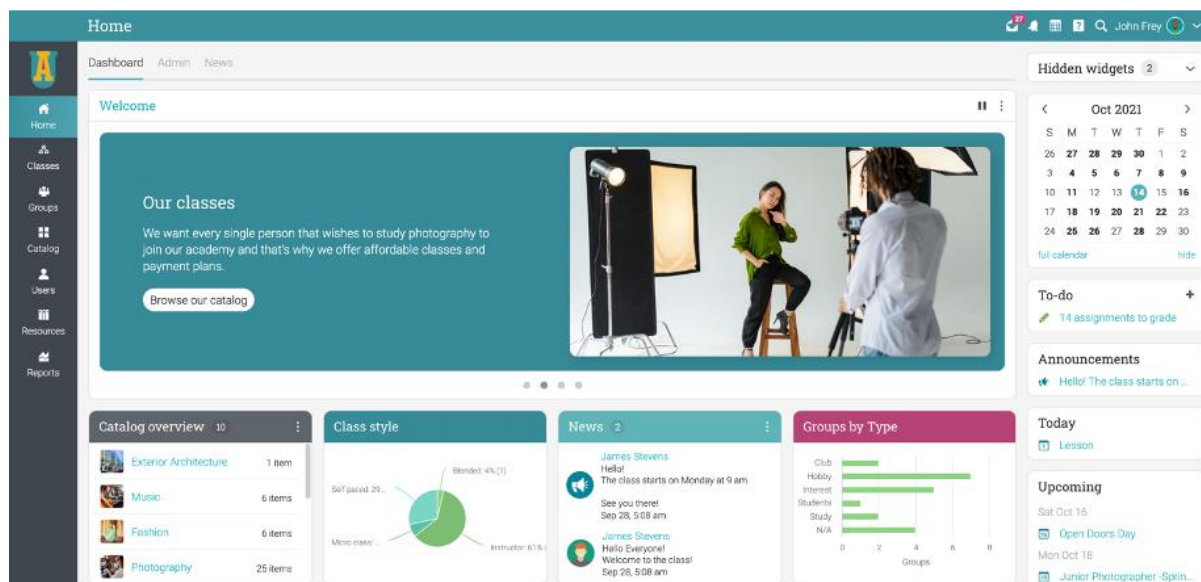 Home
27
John Frey
A
Home
Classes
Groups
Catalog
Users
Resources
Reports
Dashboard Admin News
Welcome
Our classes
We want every single person that wishes to study photography to
join our academy and that's why we offer affordable classes and
payment plans.
Browse our catalog
Catalog overview 10
Exterior Architecture 1 item
Music 6 items
Fashion 6 items
Photography 25 items
Class style
Blended: 4% (1)
Self paced: 29...
Micro class: ...
Instructor: 61%
News 2
James Stevens
Hello!
The class starts on Monday at 9 am.
See you there!
Sep 28, 5:08 am
James Stevens
Hello Everyone!
Welcome to the class!
Sep 28, 5:08 am
Groups by Type
Club
Hobby
Interest
Students
Study
N/A
0 2 4 6 8
Groups
Hidden widgets 2
Oct 2021
S M T W T F S
26 27 28 29 30 1 2
3 4 5 6 7 8 9
10 11 12 13 14 15 16
17 18 19 20 21 22 23
24 25 26 27 28 29 30
full calendar hide
To-do +
14 assignments to grade
Announcements
Hello! The class starts on ...
Today
Lesson
Upcoming
Sat Oct 16
Open Doors Day
Mon Oct 18
Junior Photographer -Sprin...